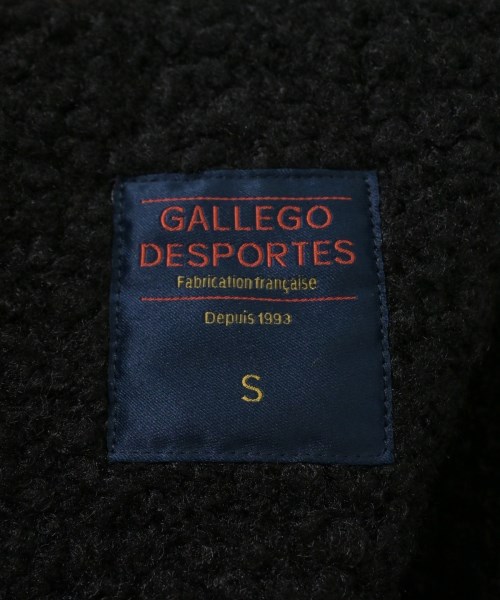 GALLEGO
DESPORTES
Fabrication française
Depuis 1993
S